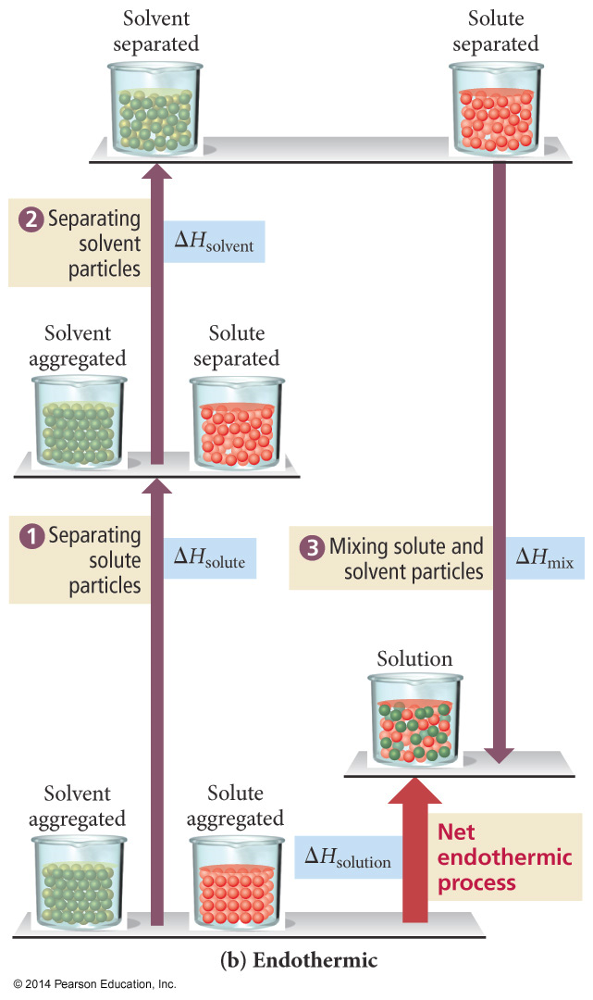 Solvent
separated
Solute
separated
2 Separating
solvent
particles
ΔHsolvent
Solvent
aggregated
Solute
separated
1 Separating
solute
particles
ΔHsolute
3 Mixing solute and
solvent particles
ΔHmix
Solution
Solvent
aggregated
Solute
aggregated
ΔHsolution
Net
endothermic
process
(b) Endothermic
© 2014 Pearson Education, Inc.